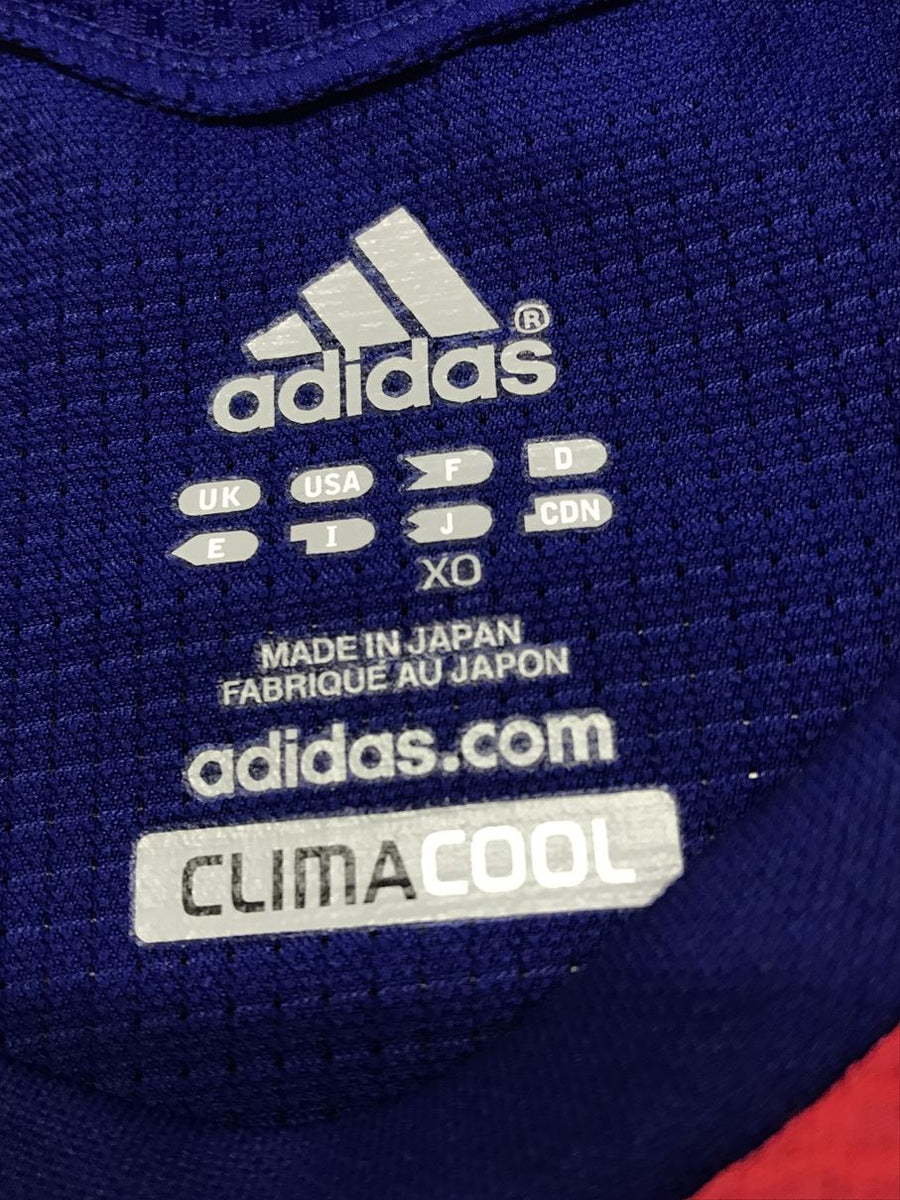 adidas®
UK USA F D
E I J CDN
XO
MADE IN JAPAN
FABRIQUÉ AU JAPON
adidas.com
CLIMACOOL